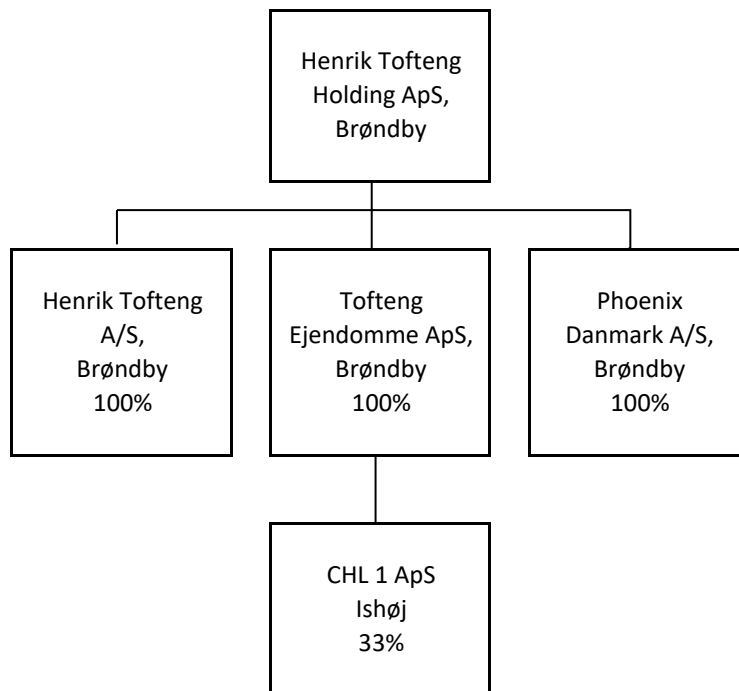 Henrik Tofteng
Holding ApS,
Brøndby
Henrik Tofteng
A/S,
Brøndby
100%
Tofteng
Ejendomme ApS,
Brøndby
100%
Phoenix
Danmark A/S,
Brøndby
100%
CHL 1 ApS
Ishøj
33%